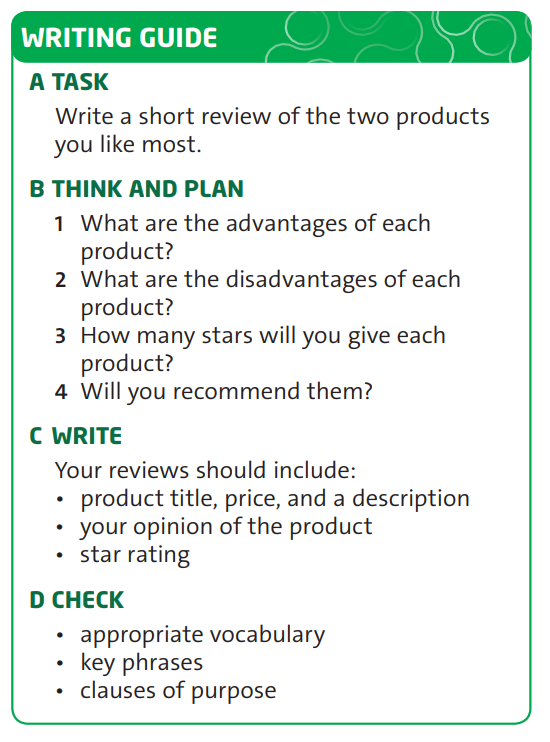 WRITING GUIDE
A TASK
Write a short review of the two products
you like most.
B THINK AND PLAN
1 What are the advantages of each
product?
2 What are the disadvantages of each
product?
3 How many stars will you give each
product?
4 Will you recommend them?
C WRITE
Your reviews should include:
• product title, price, and a description
• your opinion of the product
• star rating
D CHECK
• appropriate vocabulary
• key phrases
• clauses of purpose